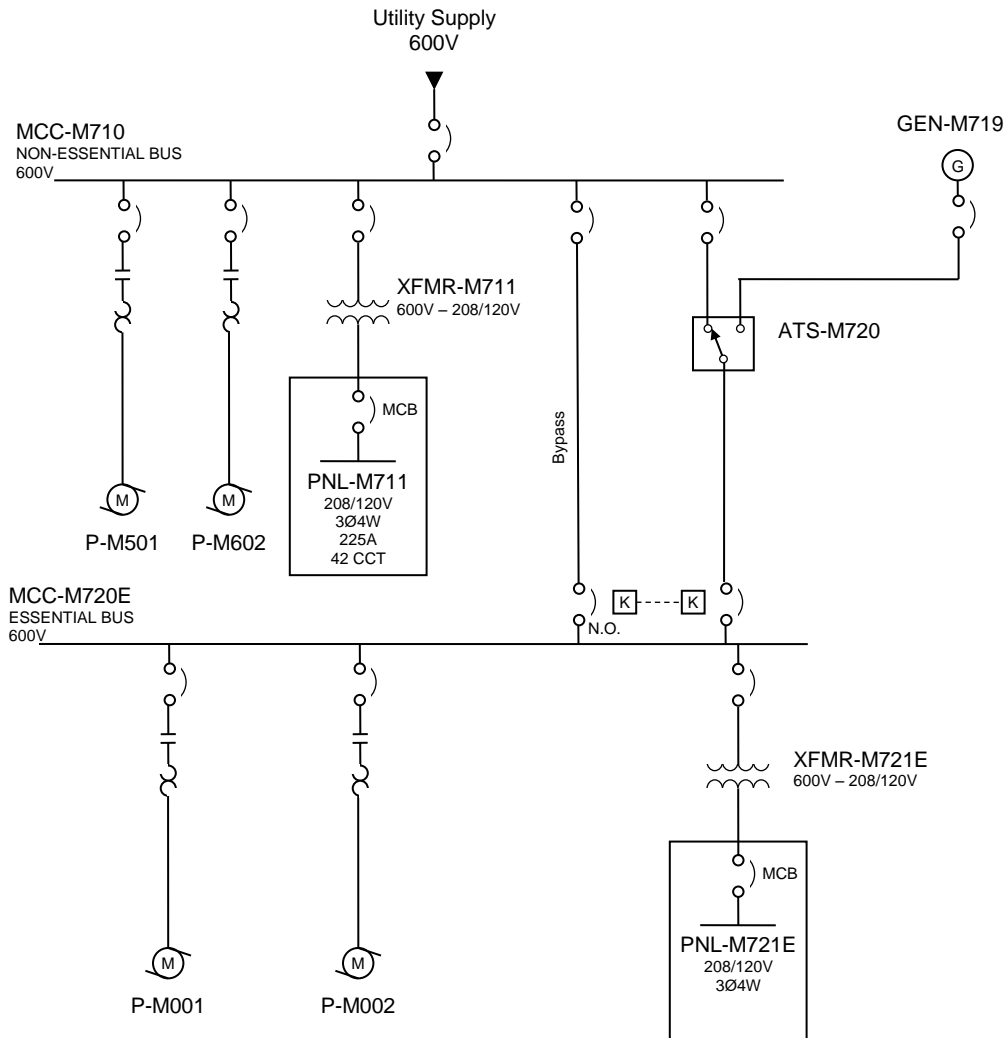 Utility Supply
600V
MCC-M710
NON-ESSENTIAL BUS
600V
GEN-M719
G
XFMR-M711
600V – 208/120V
ATS-M720
MCB
Bypass
PNL-M711
208/120V
3Ø4W
225A
42 CCT
M
M
P-M501
P-M602
MCC-M720E
ESSENTIAL BUS
600V
K
K
N.O.
XFMR-M721E
600V – 208/120V
MCB
PNL-M721E
208/120V
3Ø4W
M
M
P-M001
P-M002